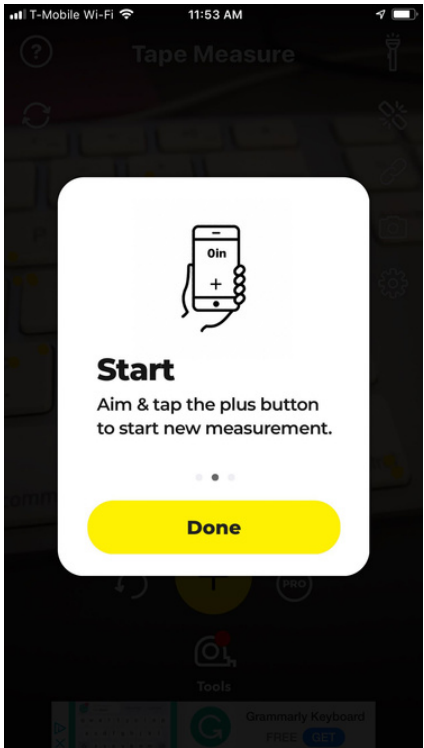 T-Mobile Wi-Fi 11:53 AM
? Tape Measure
0in
+
Start
Aim & tap the plus button
to start new measurement.
Done
+ PRO
Tools
Grammarly Keyboard
FREE GET